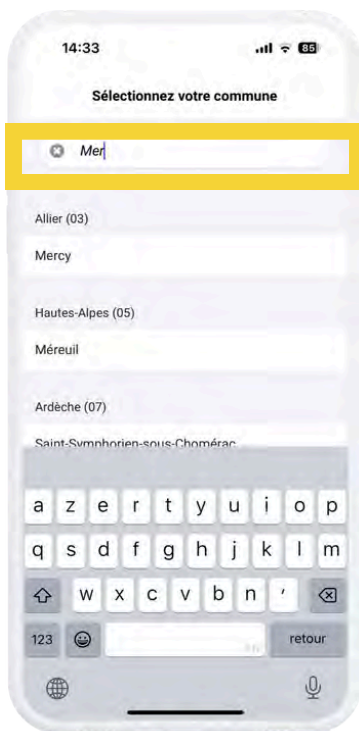 14:33 85
Sélectionnez votre commune
Mer
Allier (03)
Mercy
Hautes-Alpes (05)
Méreuil
Ardèche (07)
Saint-Symphorien-sous-Chomérac
a z e r t y u i o p
q s d f g h j k l m
w x c v b n '
123 retour